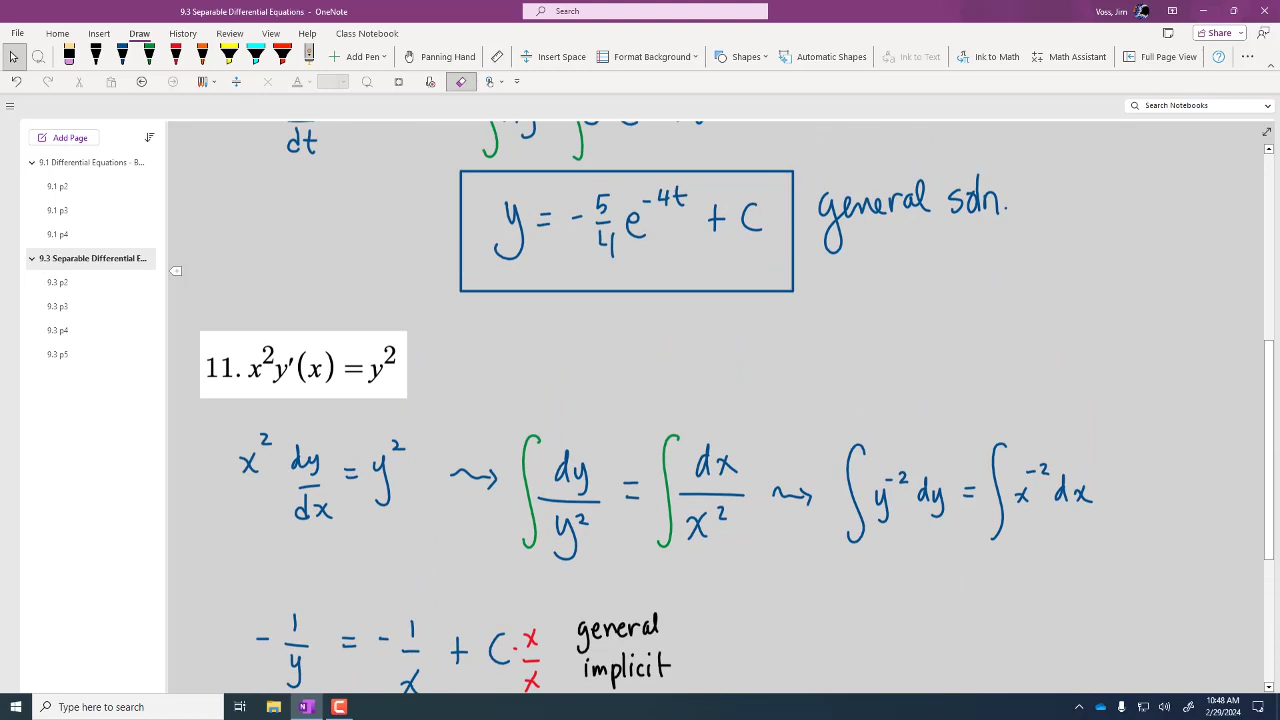 9.3 Separable Differential Equations - OneNote
Search
Voss, Jim
File Home Insert Draw History Review View Help Class Notebook
Share
Add Pen
Panning Hand
Insert Space
Format Background
Shapes
Automatic Shapes
Ink to Text
Ink to Math
Math Assistant
Full Page View
Search Notebooks
Add Page
9.1 Differential Equations - B...
9.1 p2
9.1 p3
9.1 p4
9.3 Separable Differential E...
9.3 p2
9.3 p3
9.3 p4
9.3 p5
dt
y = -5/4 e^{-4t} + C general soln.
11. x²y′(x) = y²
x² dy/dx = y² ⇝ ∫ dy/y² = ∫ dx/x² ⇝ ∫ y⁻² dy = ∫ x⁻² dx
-1/y = -1/x + C · x/x general
implicit
Type here to search
10:48 AM
2/29/2024